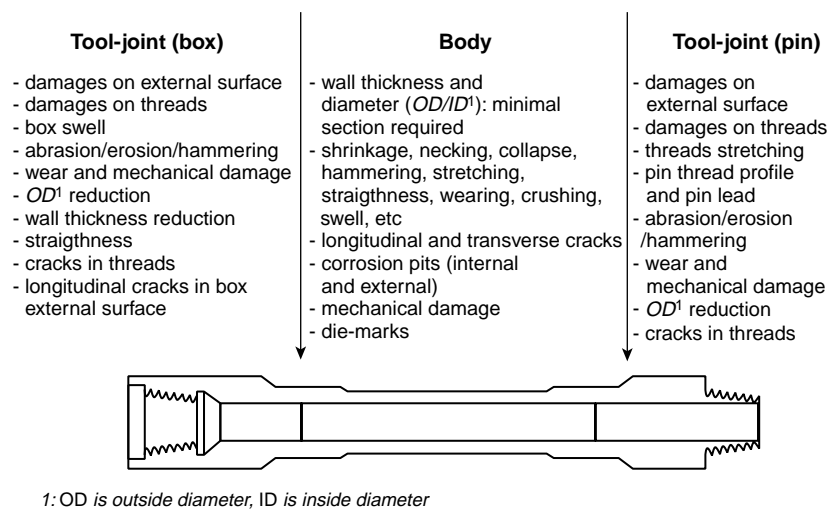 Tool-joint (box)
- damages on external surface
- damages on threads
- box swell
- abrasion/erosion/hammering
- wear and mechanical damage
- OD¹ reduction
- wall thickness reduction
- straigthness
- cracks in threads
- longitudinal cracks in box
external surface
Body
- wall thickness and
diameter (OD/ID¹): minimal
section required
- shrinkage, necking, collapse,
hammering, stretching,
straigthness, wearing, crushing,
swell, etc
- longitudinal and transverse cracks
- corrosion pits (internal
and external)
- mechanical damage
- die-marks
Tool-joint (pin)
- damages on
external surface
- damages on threads
- threads stretching
- pin thread profile
and pin lead
- abrasion/erosion
/hammering
- wear and
mechanical damage
- OD¹ reduction
- cracks in threads
1: OD is outside diameter, ID is inside diameter